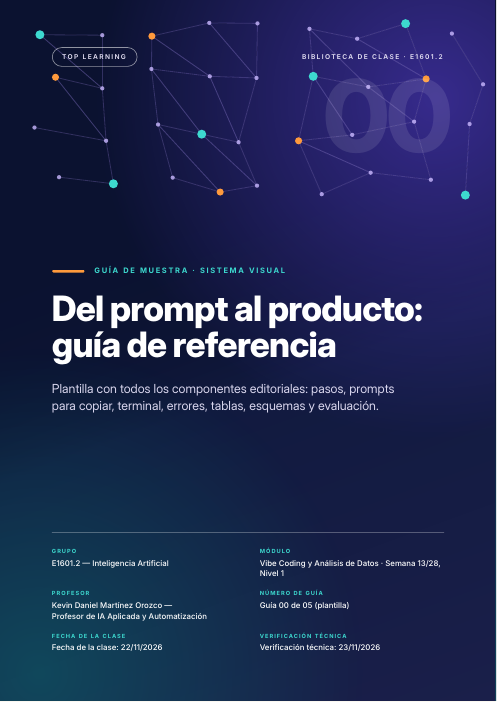 TOP LEARNING
BIBLIOTECA DE CLASE · E1601.2
00
GUÍA DE MUESTRA · SISTEMA VISUAL
Del prompt al producto:
guía de referencia
Plantilla con todos los componentes editoriales: pasos, prompts
para copiar, terminal, errores, tablas, esquemas y evaluación.
GRUPO
E1601.2 — Inteligencia Artificial
MÓDULO
Vibe Coding y Análisis de Datos · Semana 13/28,
Nivel 1
PROFESOR
Kevin Daniel Martínez Orozco —
Profesor de IA Aplicada y Automatización
NÚMERO DE GUÍA
Guía 00 de 05 (plantilla)
FECHA DE LA CLASE
Fecha de la clase: 22/11/2026
VERIFICACIÓN TÉCNICA
Verificación técnica: 23/11/2026